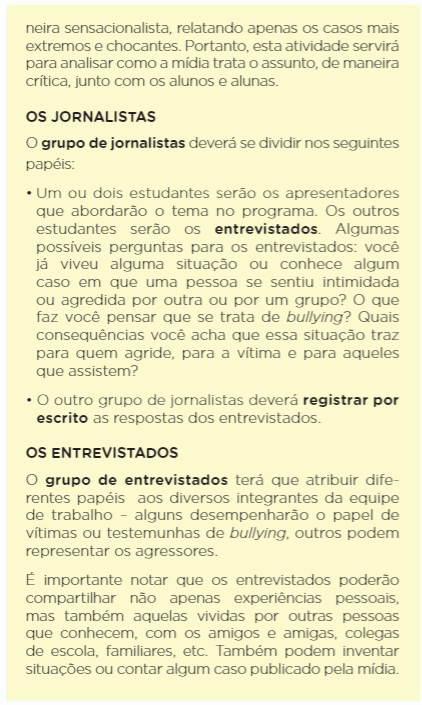 neira sensacionalista, relatando apenas os casos mais
extremos e chocantes. Portanto, esta atividade servirá
para analisar como a mídia trata o assunto, de maneira
crítica, junto com os alunos e alunas.
OS JORNALISTAS
O grupo de jornalistas deverá se dividir nos seguintes
papéis:
• Um ou dois estudantes serão os apresentadores
que abordarão o tema no programa. Os outros
estudantes serão os entrevistados. Algumas
possíveis perguntas para os entrevistados: você
já viveu alguma situação ou conhece algum
caso em que uma pessoa se sentiu intimidada
ou agredida por outra ou por um grupo? O que
faz você pensar que se trata de bullying? Quais
consequências você acha que essa situação traz
para quem agride, para a vítima e para aqueles
que assistem?
• O outro grupo de jornalistas deverá registrar por
escrito as respostas dos entrevistados.
OS ENTREVISTADOS
O grupo de entrevistados terá que atribuir dife-
rentes papéis aos diversos integrantes da equipe
de trabalho – alguns desempenharão o papel de
vítimas ou testemunhas de bullying, outros podem
representar os agressores.
É importante notar que os entrevistados poderão
compartilhar não apenas experiências pessoais,
mas também aquelas vividas por outras pessoas
que conhecem, com os amigos e amigas, colegas
de escola, familiares, etc. Também podem inventar
situações ou contar algum caso publicado pela mídia.